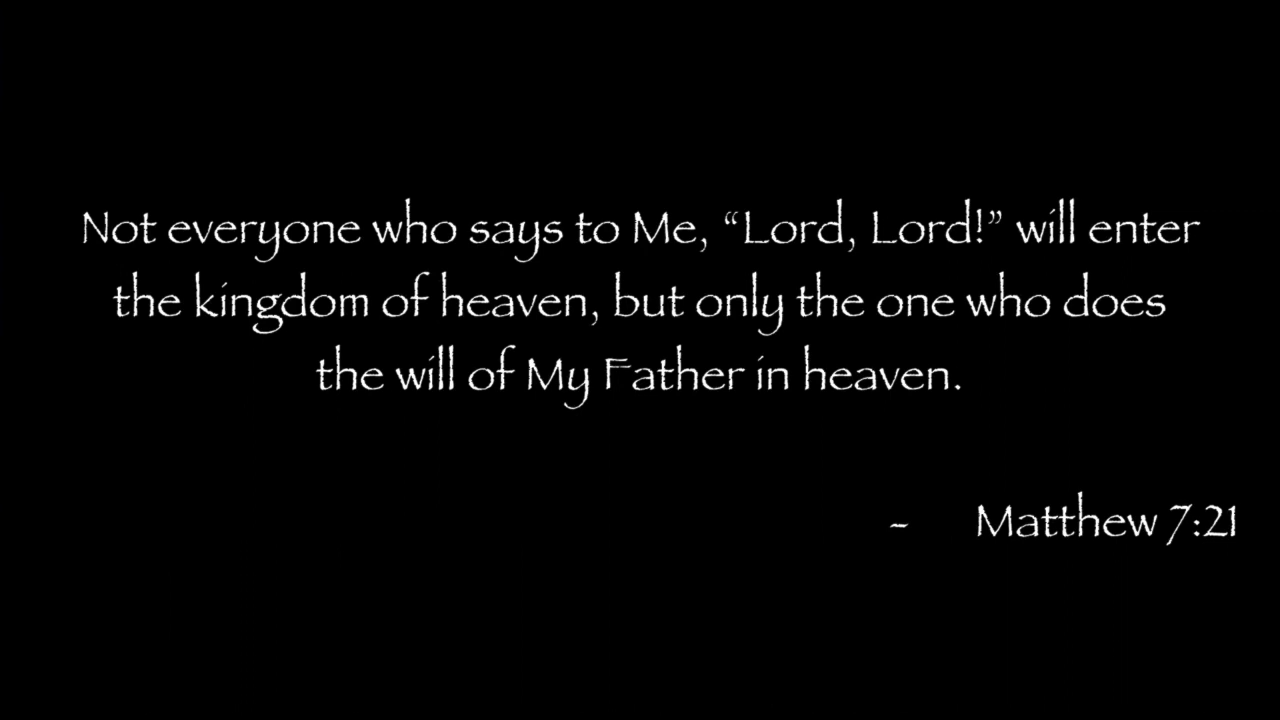 Not everyone who says to Me, “Lord, Lord!” will enter
the kingdom of heaven, but only the one who does
the will of My Father in heaven.
- Matthew 7:21